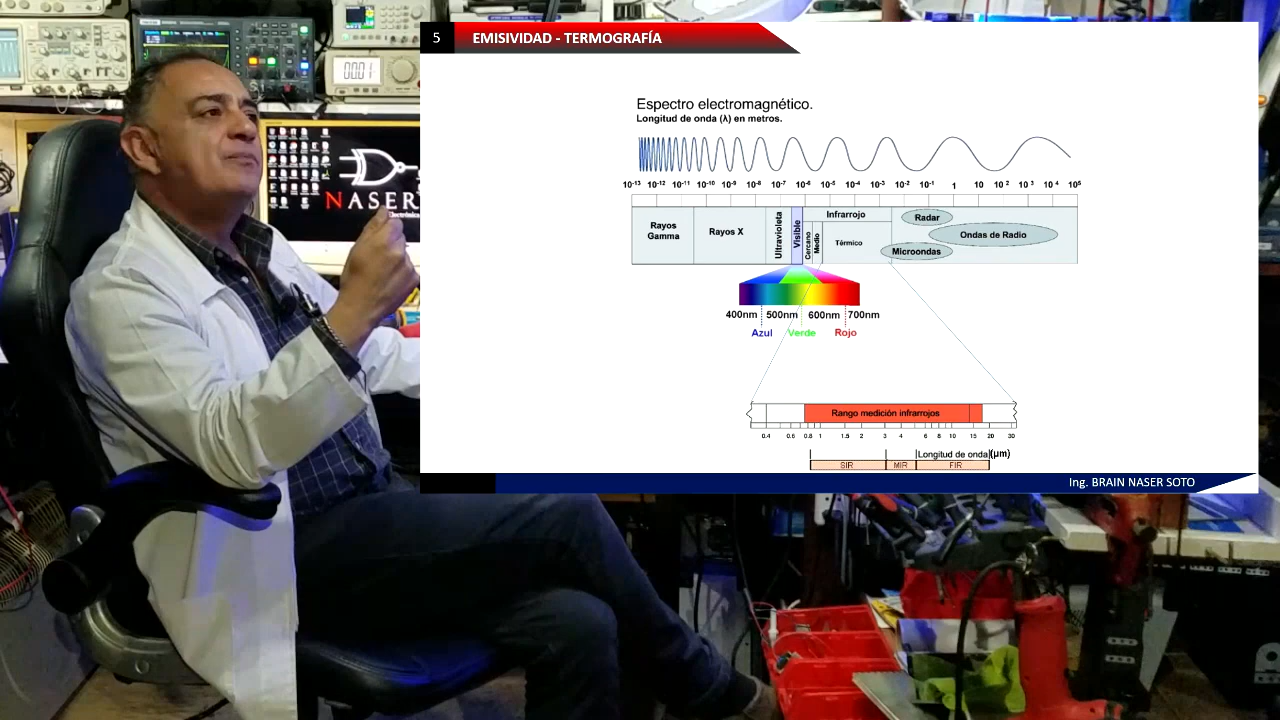 5
EMISIVIDAD - TERMOGRAFÍA
Espectro electromagnético.
Longitud de onda (λ) en metros.
10⁻¹³ 10⁻¹² 10⁻¹¹ 10⁻¹⁰ 10⁻⁹ 10⁻⁸ 10⁻⁷ 10⁻⁶ 10⁻⁵ 10⁻⁴ 10⁻³ 10⁻² 10⁻¹ 1 10 10² 10³ 10⁴ 10⁵
Rayos
Gamma
Rayos X
Ultravioleta
Visible
Infrarrojo
Cercano
Medio
Térmico
Radar
Ondas de Radio
Microondas
400nm 500nm 600nm 700nm
Azul Verde Rojo
Rango medición infrarrojos
0.4 0.6 0.8 1 1.5 2 3 4 6 8 10 15 20 30
Longitud de onda (μm)
SIR MIR FIR
Ing. BRAIN NASER SOTO
00.01
NASER
Electrónica